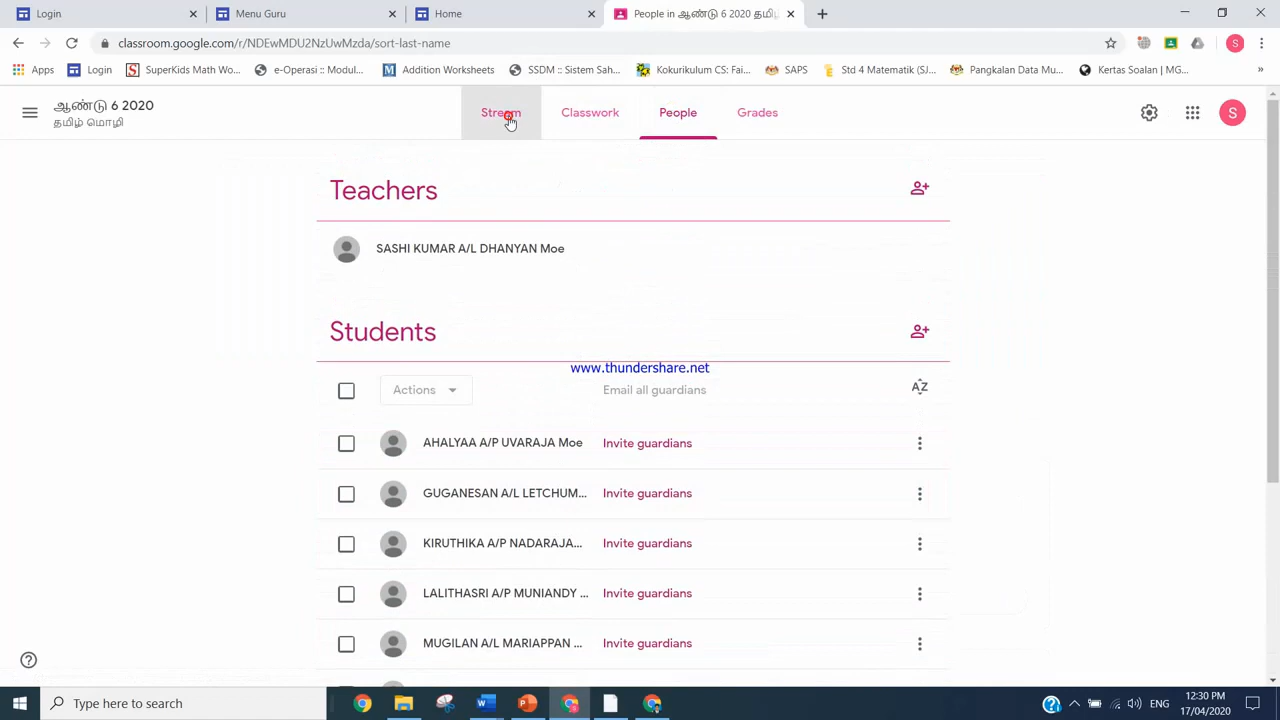 Login
Menu Guru
Home
People in ஆண்டு 6 2020 தமிழ்
classroom.google.com/r/NDEwMDU2NzUwMzda/sort-last-name
Apps Login SuperKids Math Wo... e-Operasi :: Modul... Addition Worksheets SSDM :: Sistem Sah... Kokurikulum CS: Fai... SAPS Std 4 Matematik (SJ... Pangkalan Data Mu... Kertas Soalan | MG... »
ஆண்டு 6 2020
தமிழ் மொழி
Stream Classwork People Grades
S
Teachers
SASHI KUMAR A/L DHANYAN Moe
Students
www.thundershare.net
Actions Email all guardians AZ
AHALYAA A/P UVARAJA Moe Invite guardians
GUGANESAN A/L LETCHUM... Invite guardians
KIRUTHIKA A/P NADARAJA... Invite guardians
LALITHASRI A/P MUNIANDY ... Invite guardians
MUGILAN A/L MARIAPPAN ... Invite guardians
Type here to search
ENG
12:30 PM
17/04/2020